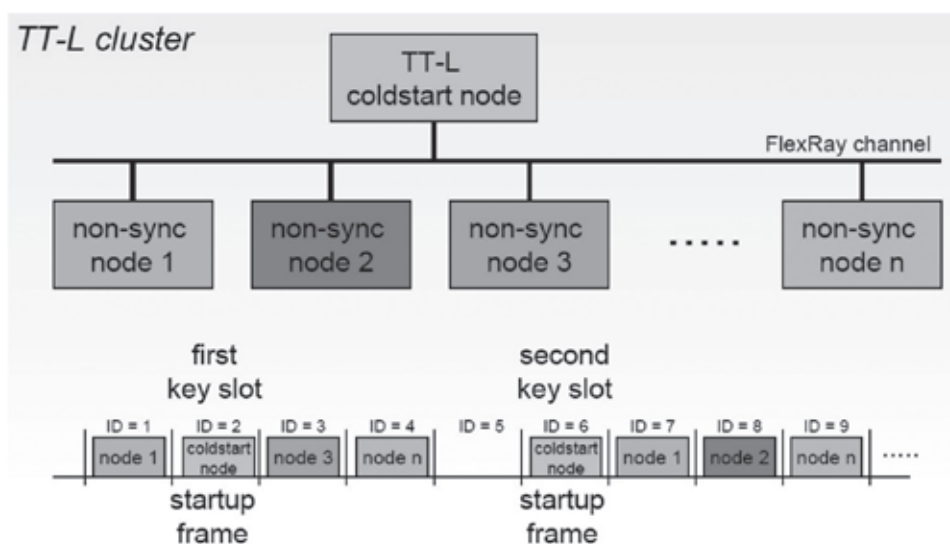 TT-L cluster
TT-L
coldstart node
FlexRay channel
non-sync
node 1
non-sync
node 2
non-sync
node 3
.....
non-sync
node n
first
key slot
second
key slot
ID = 1
ID = 2
ID = 3
ID = 4
ID = 5
ID = 6
ID = 7
ID = 8
ID = 9
node 1
coldstart
node
node 3
node n
coldstart
node
node 1
node 2
node n
.....
startup
frame
startup
frame